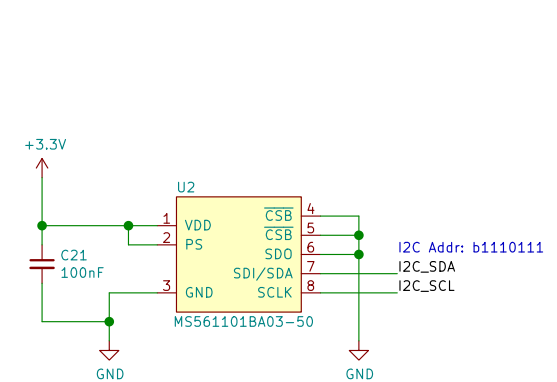 +3.3V
U2
1 VDD
2 PS
3 GND
CSB 4
CSB 5
SDO 6
SDI/SDA 7
SCLK 8
MS561101BA03-50
C21
100nF
I2C Addr: b1110111
I2C_SDA
I2C_SCL
GND
GND